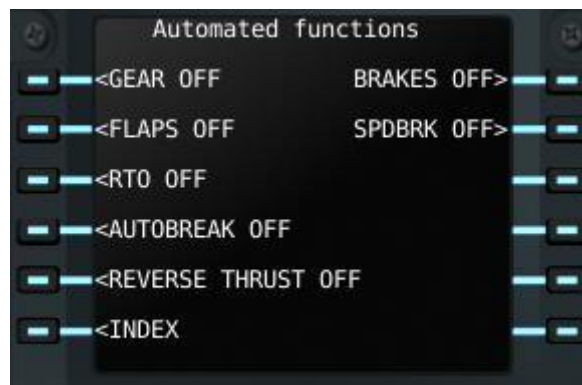 Automated functions
<GEAR OFF BRAKES OFF>
<FLAPS OFF SPDBRK OFF>
<RTO OFF
<AUTOBREAK OFF
<REVERSE THRUST OFF
<INDEX